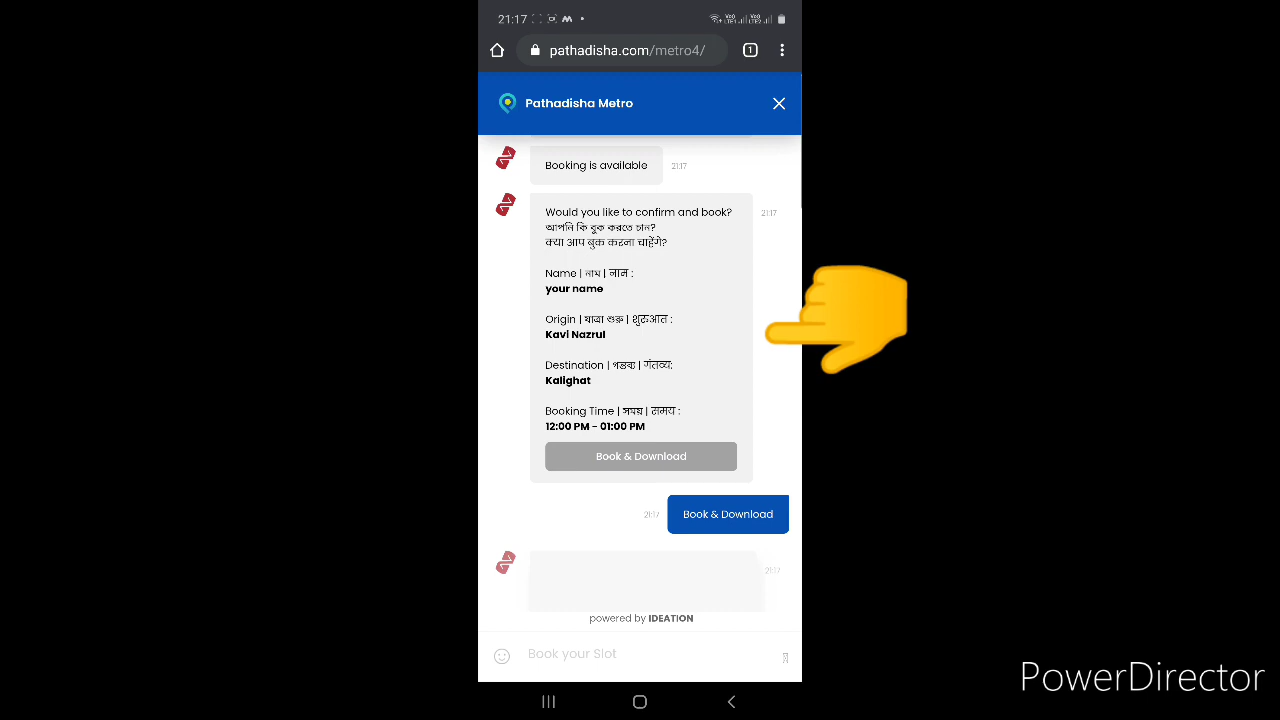 21:17
pathadisha.com/metro4/
1
Pathadisha Metro
Booking is available
21:17
Would you like to confirm and book?
21:17
আপনি কি বুক করতে চান?
क्या आप बुक करना चाहेंगे?
Name | নাম | नाम :
your name
Origin | যাত্রা শুরু | शुरुआत :
Kavi Nazrul
Destination | গন্তব্য | गंतव्य:
Kalighat
Booking Time | সময় | समय :
12:00 PM - 01:00 PM
Book & Download
21:17
Book & Download
21:17
powered by IDEATION
Book your Slot
PowerDirector